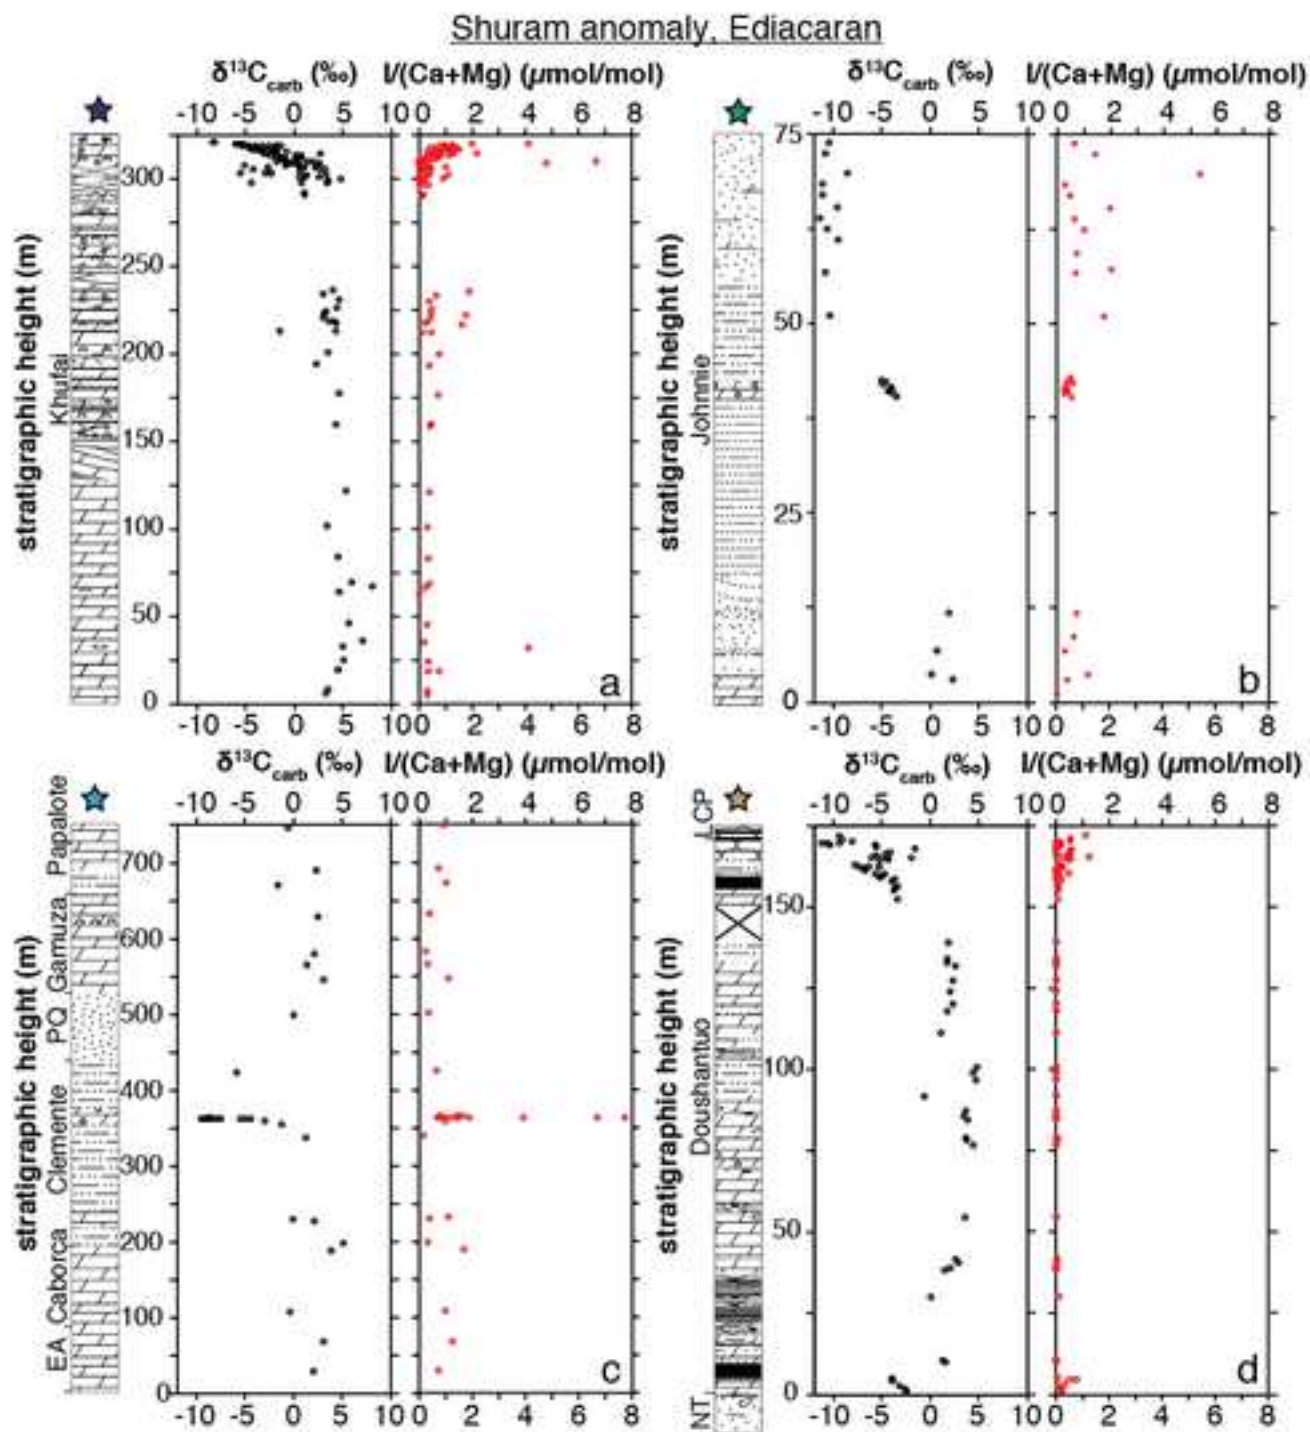 Shuram anomaly, Ediacaran
δ¹³C_carb (‰) I/(Ca+Mg) (μmol/mol)
-10 -5 0 5 10 0 2 4 6 8
stratigraphic height (m)
Khufai
300
250
200
150
100
50
0
a
-10 -5 0 5 10 0 2 4 6 8
δ¹³C_carb (‰) I/(Ca+Mg) (μmol/mol)
-10 -5 0 5 10 0 2 4 6 8
stratigraphic height (m)
Johnnie
75
50
25
0
b
-10 -5 0 5 10 0 2 4 6 8
δ¹³C_carb (‰) I/(Ca+Mg) (μmol/mol)
-10 -5 0 5 10 0 2 4 6 8
stratigraphic height (m)
EA Caborca Clemente PQ Gamuza Papalote
700
600
500
400
300
200
100
0
c
-10 -5 0 5 10 0 2 4 6 8
δ¹³C_carb (‰) I/(Ca+Mg) (μmol/mol)
-10 -5 0 5 10 0 2 4 6 8
stratigraphic height (m)
NT Doushantuo LCP
150
100
50
0
d
-10 -5 0 5 10 0 2 4 6 8